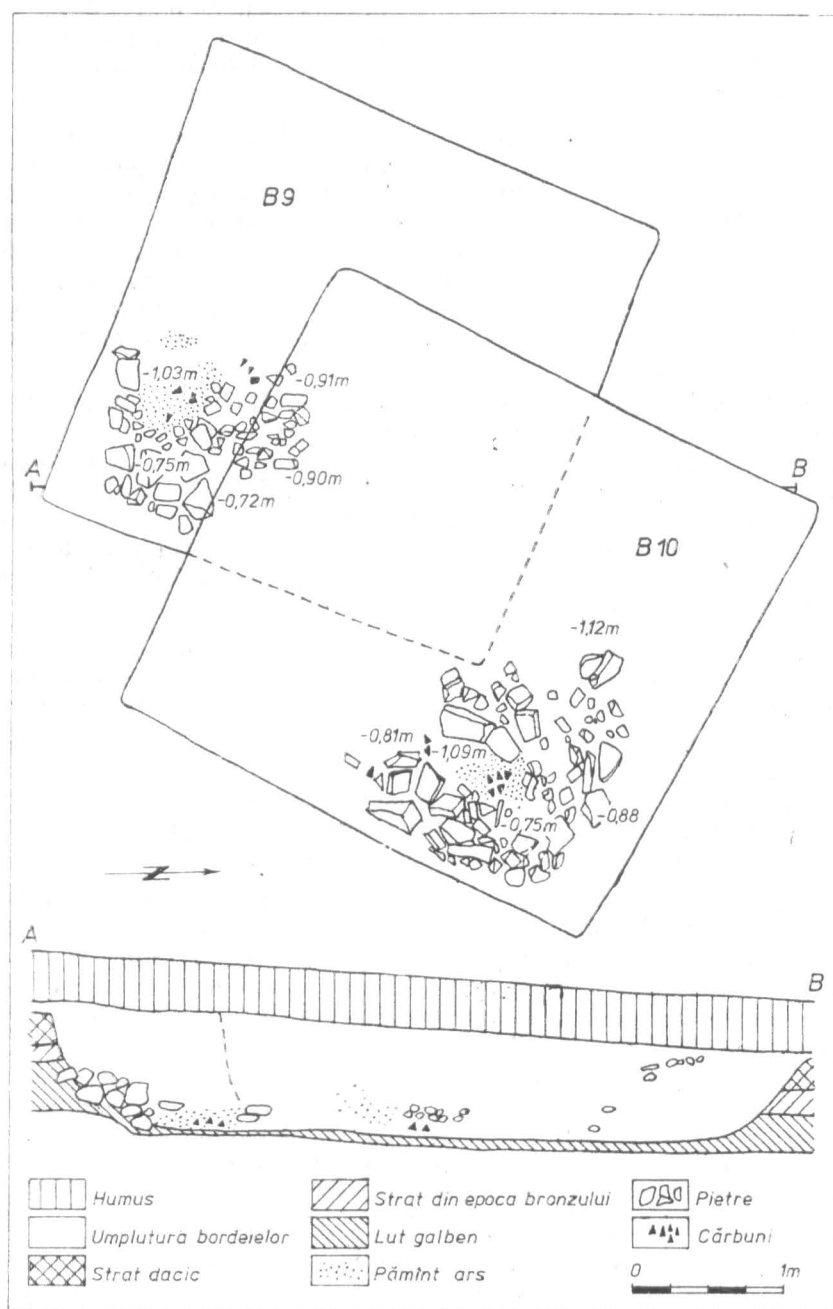 B9
-1,03m
-0,91m
A
-0,75m
-0,90m
B
-0,72m
B10
-1,12m
-0,81m
-1,09m
-0,75m
-0,88
N
A
B
Humus
Strat din epoca bronzului
Pietre
Umplutura bordeielor
Lut galben
Cărbuni
Strat dacic
Pămînt ars
0
1m